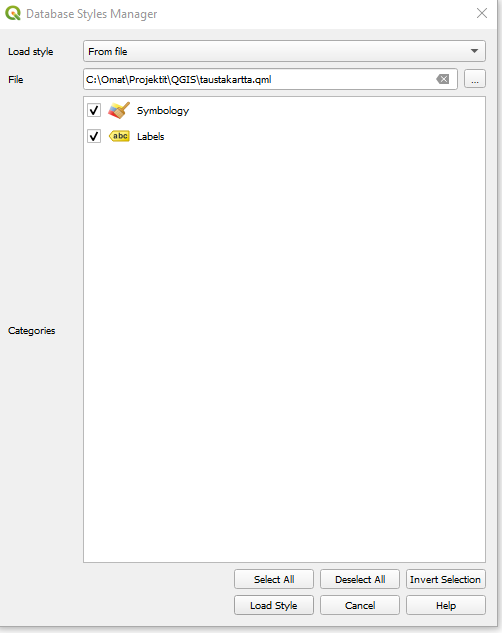 Database Styles Manager
Load style
From file
File
C:\Omat\Projektit\QGIS\taustakartta.qml
...
Symbology
abc
Labels
Categories
Select All
Deselect All
Invert Selection
Load Style
Cancel
Help